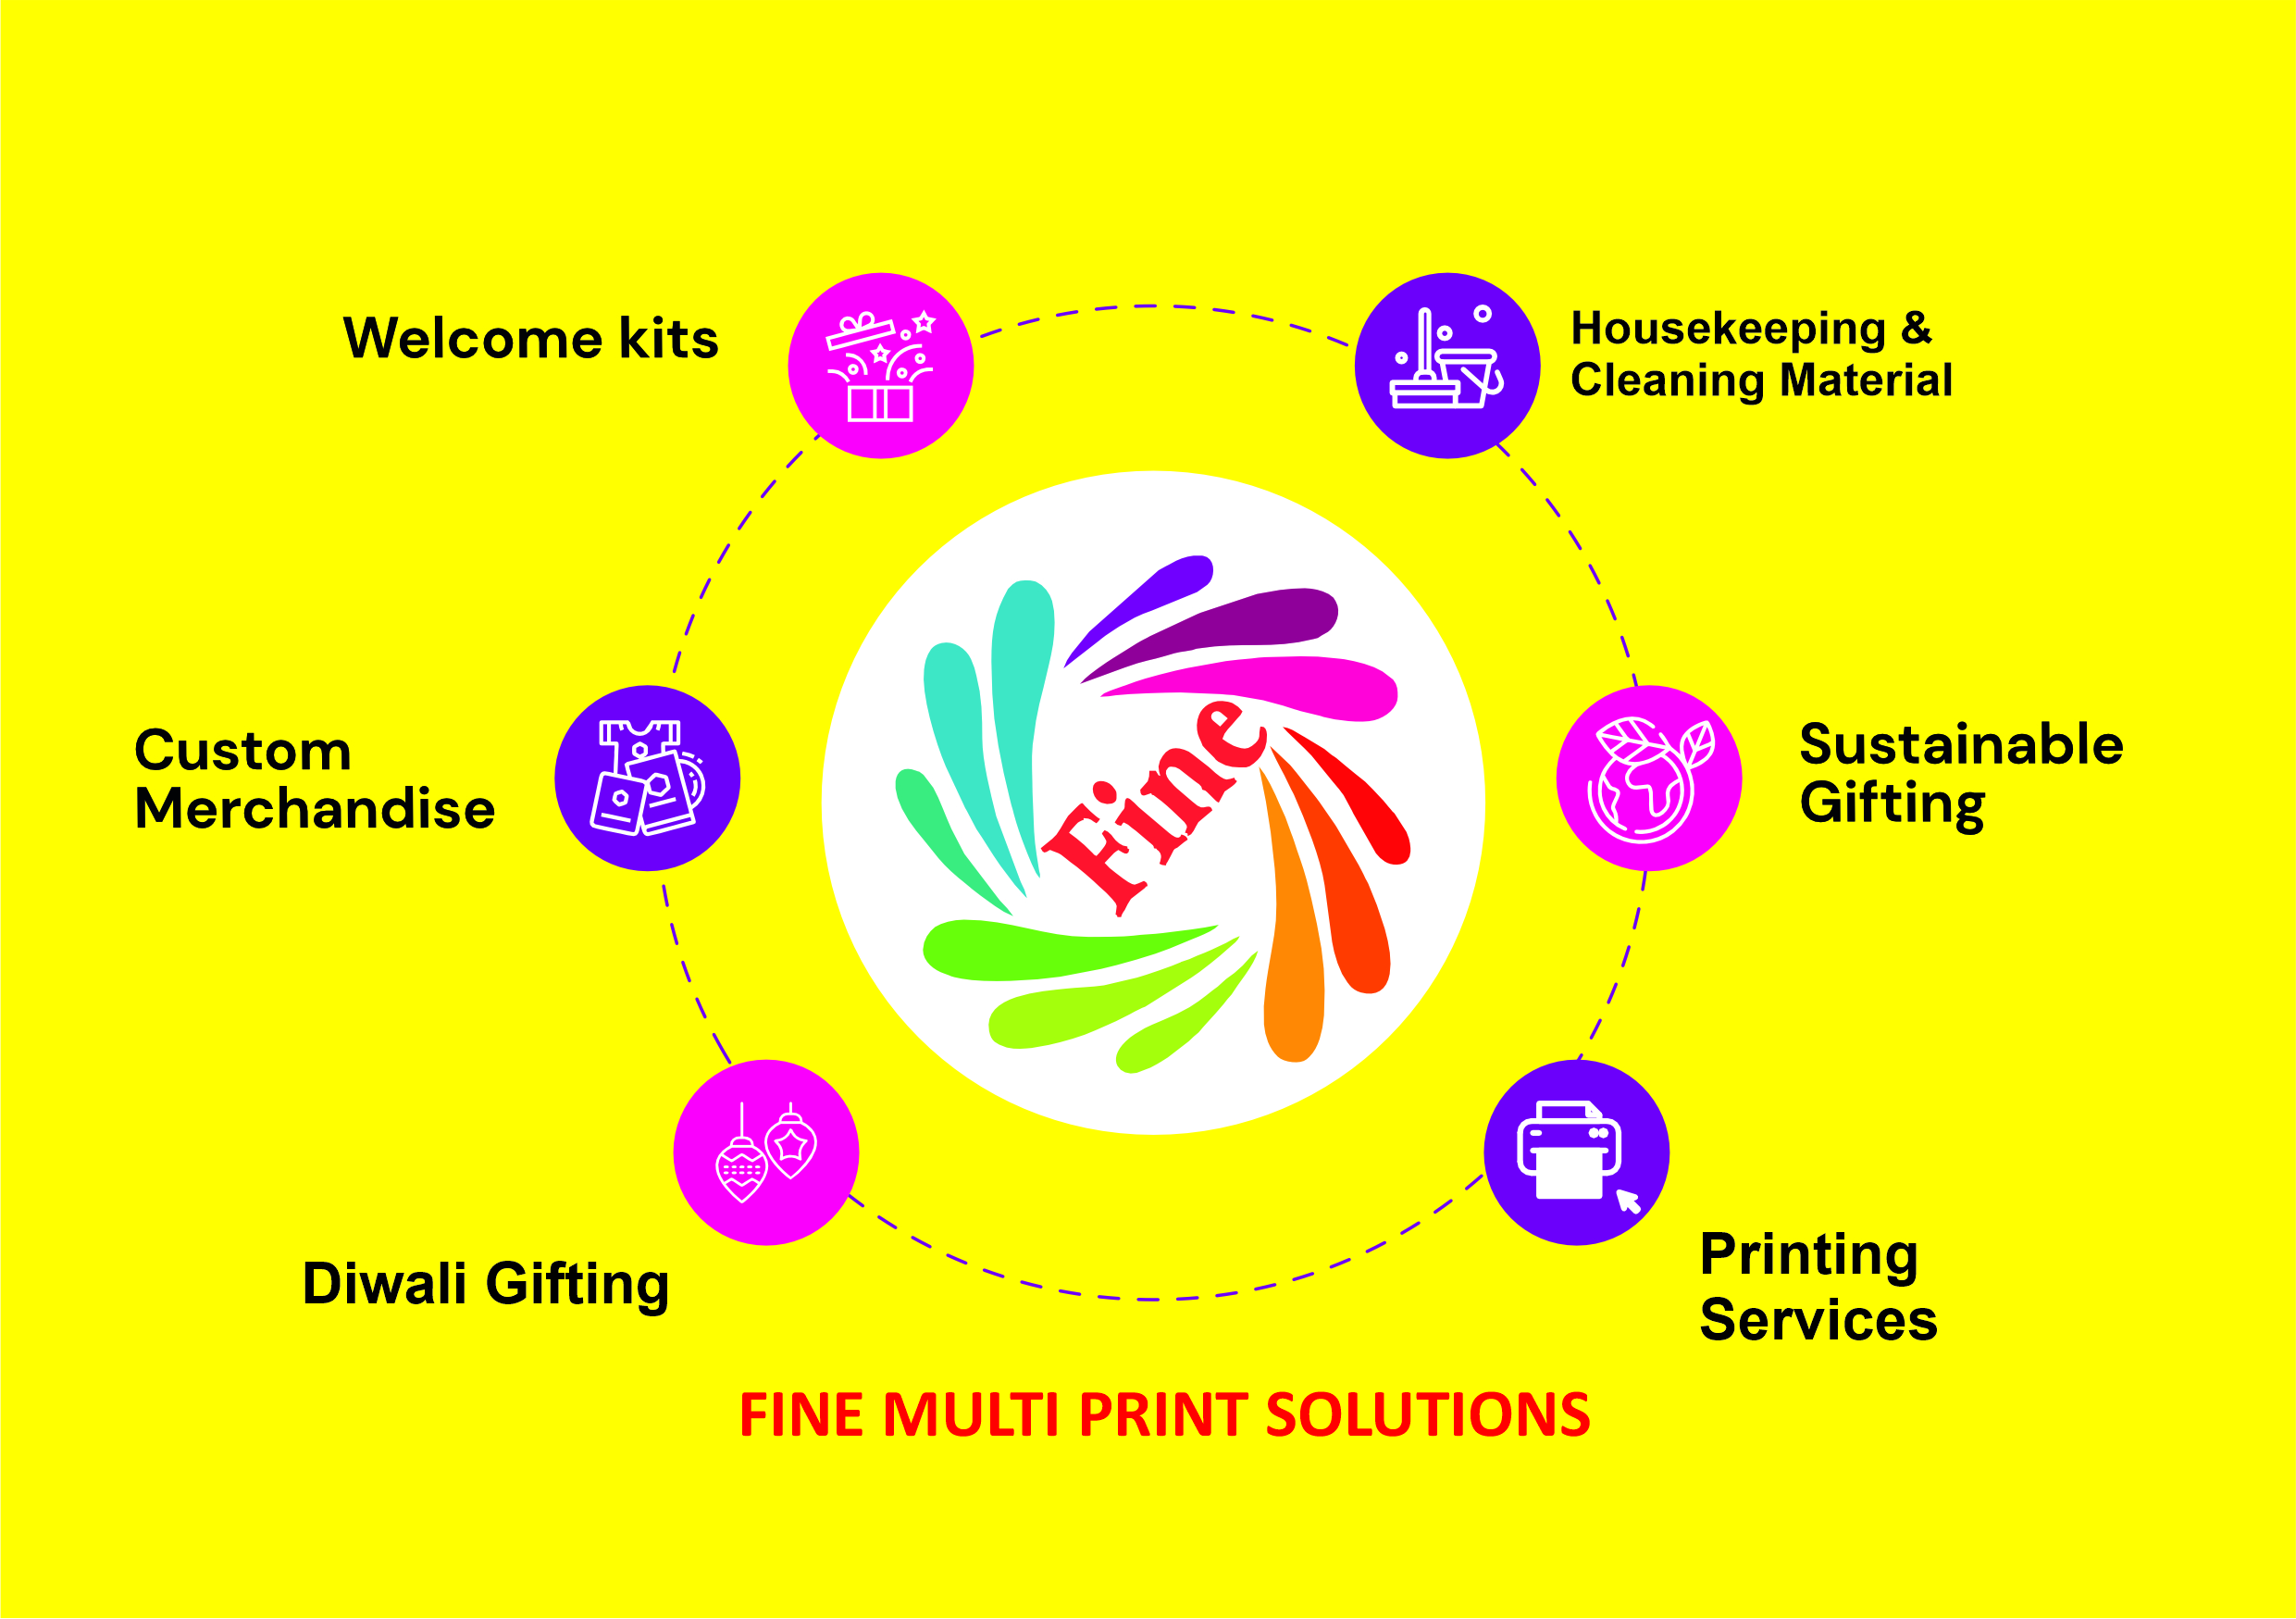 Welcome kits
Housekeeping &
Cleaning Material
Custom
Merchandise
Fine
Sustainable
Gifting
Diwali Gifting
Printing
Services
FINE MULTI PRINT SOLUTIONS